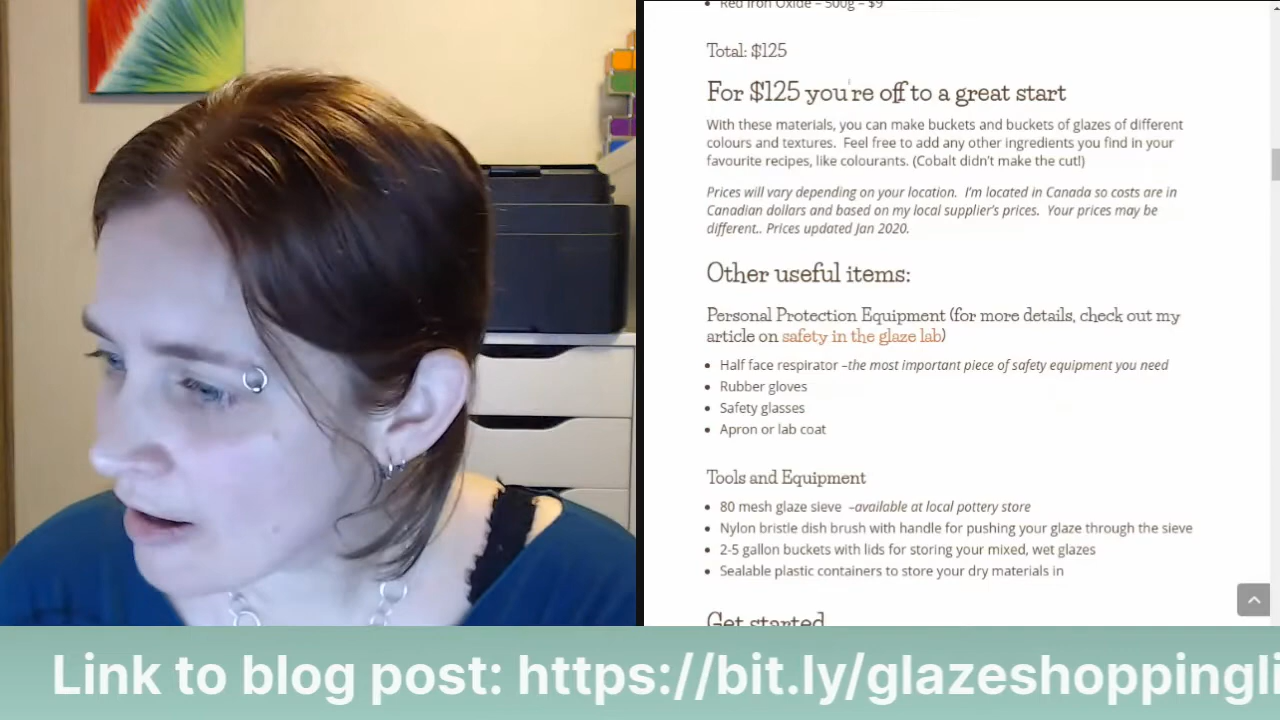 Red Iron Oxide – 500g – $9
Total: $125
For $125 you're off to a great start
With these materials, you can make buckets and buckets of glazes of different
colours and textures. Feel free to add any other ingredients you find in your
favourite recipes, like colourants. (Cobalt didn't make the cut!)
Prices will vary depending on your location. I'm located in Canada so costs are in
Canadian dollars and based on my local supplier's prices. Your prices may be
different.. Prices updated Jan 2020.
Other useful items:
Personal Protection Equipment (for more details, check out my
article on safety in the glaze lab)
Half face respirator –the most important piece of safety equipment you need
Rubber gloves
Safety glasses
Apron or lab coat
Tools and Equipment
80 mesh glaze sieve –available at local pottery store
Nylon bristle dish brush with handle for pushing your glaze through the sieve
2-5 gallon buckets with lids for storing your mixed, wet glazes
Sealable plastic containers to store your dry materials in
Get started
Link to blog post: https://bit.ly/glazeshoppingli